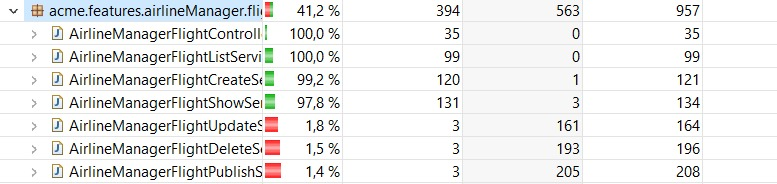 acme.features.airlineManager.flig 41,2 % 394 563 957
AirlineManagerFlightControll 100,0 % 35 0 35
AirlineManagerFlightListServi 100,0 % 99 0 99
AirlineManagerFlightCreateSe 99,2 % 120 1 121
AirlineManagerFlightShowSer 97,8 % 131 3 134
AirlineManagerFlightUpdateS 1,8 % 3 161 164
AirlineManagerFlightDeleteSe 1,5 % 3 193 196
AirlineManagerFlightPublishS 1,4 % 3 205 208